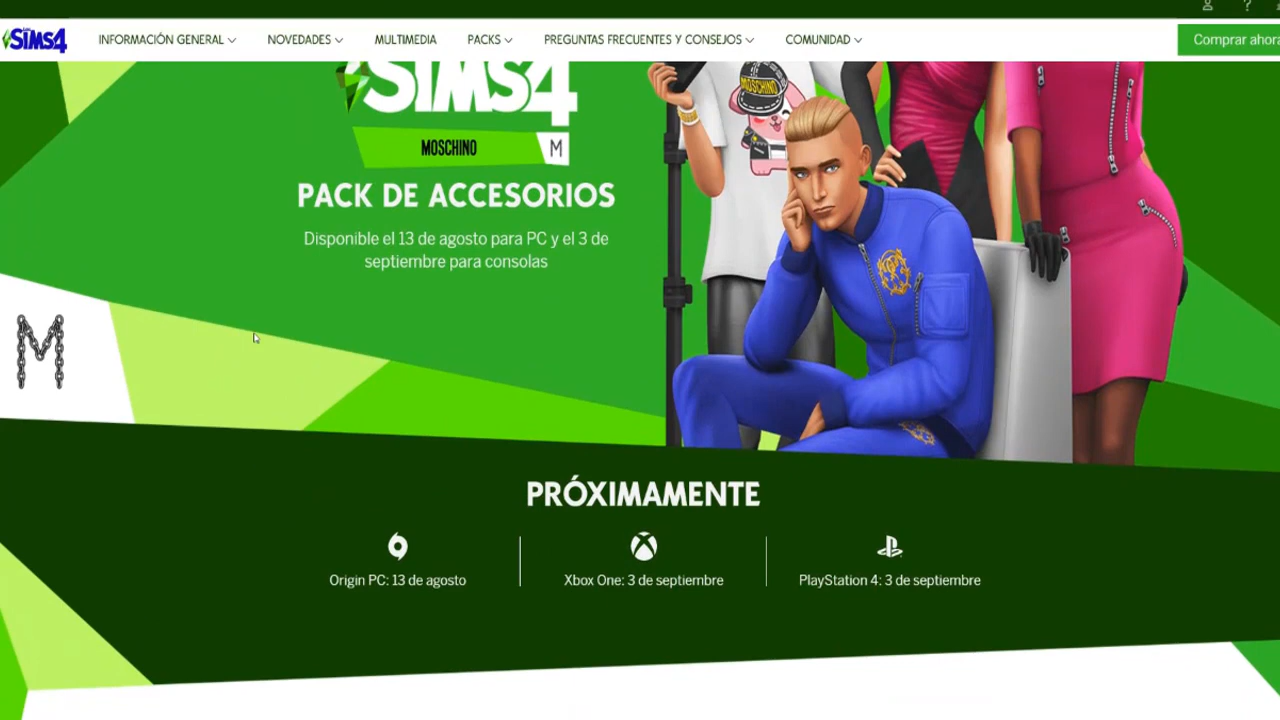 SIMS4
INFORMACIÓN GENERAL
NOVEDADES
MULTIMEDIA
PACKS
PREGUNTAS FRECUENTES Y CONSEJOS
COMUNIDAD
Comprar ahora
SIMS4
MOSCHINO
M
MOSCHINO
PACK DE ACCESORIOS
Disponible el 13 de agosto para PC y el 3 de
septiembre para consolas
M
PRÓXIMAMENTE
Origin PC: 13 de agosto
Xbox One: 3 de septiembre
PlayStation 4: 3 de septiembre